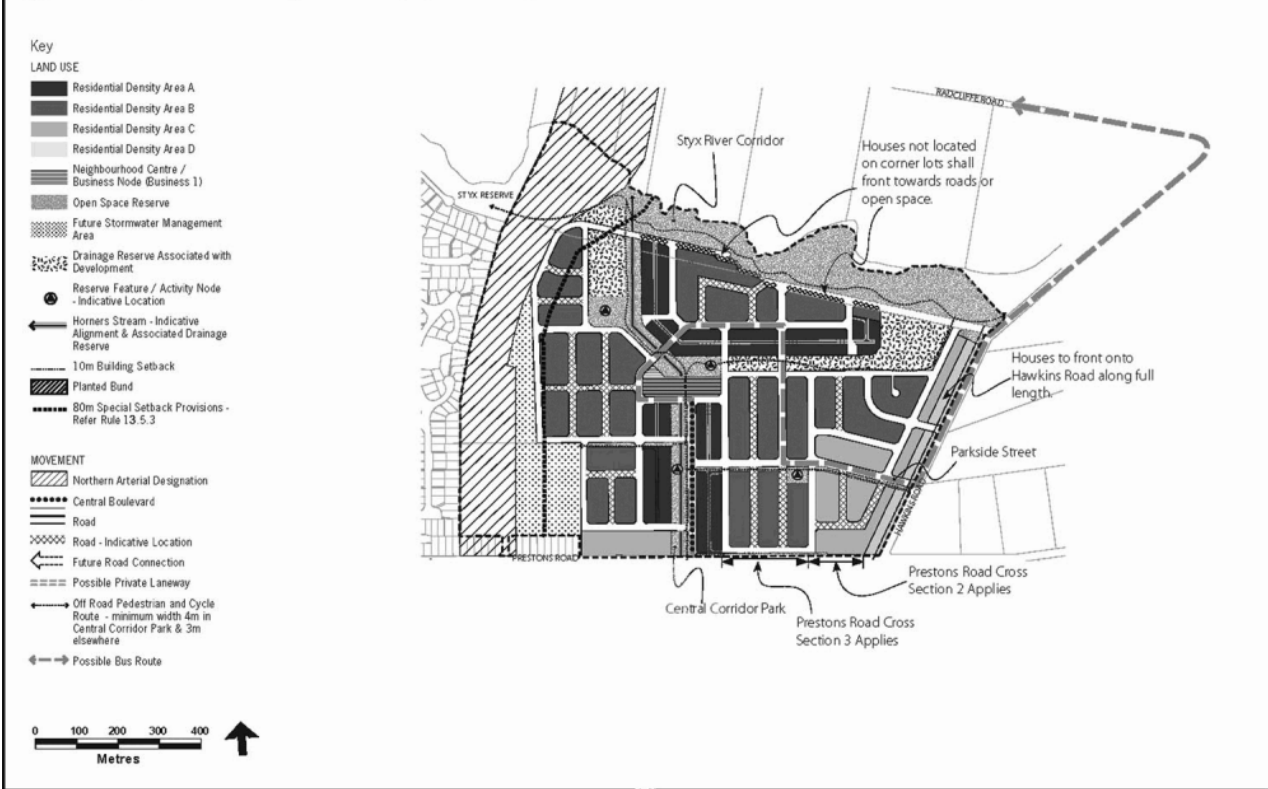 Key
LAND USE
Residential Density Area A
Residential Density Area B
Residential Density Area C
Residential Density Area D
Neighbourhood Centre /
Business Node (Business 1)
Open Space Reserve
Future Stormwater Management
Area
Drainage Reserve Associated with
Development
Reserve Feature / Activity Node
- Indicative Location
Horners Stream - Indicative
Alignment & Associated Drainage
Reserve
10m Building Setback
Planted Bund
80m Special Setback Provisions -
Refer Rule 13.5.3
MOVEMENT
Northern Arterial Designation
Central Boulevard
Road
Road - Indicative Location
Future Road Connection
Possible Private Laneway
Off Road Pedestrian and Cycle
Route - minimum width 4m in
Central Corridor Park & 3m
elsewhere
Possible Bus Route
0 100 200 300 400
Metres
RADCLIFFE ROAD
Styx River Corridor
Houses not located
on corner lots shall
front towards roads or
open space.
STYX RESERVE
Houses to front onto
Hawkins Road along full
length.
Parkside Street
HAWKINS ROAD
PRESTONS ROAD
Prestons Road Cross
Section 2 Applies
Central Corridor Park
Prestons Road Cross
Section 3 Applies